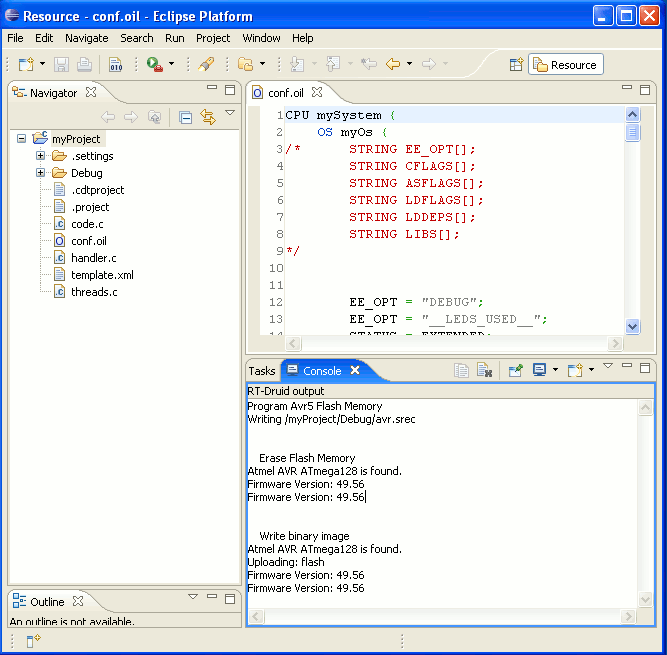 Resource - conf.oil - Eclipse Platform
File Edit Navigate Search Run Project Window Help
010
Resource
Navigator
myProject
.settings
Debug
.cdtproject
.project
code.c
conf.oil
handler.c
template.xml
threads.c
conf.oil
1 CPU mySystem {
2 OS myOs {
3 /* STRING EE_OPT[];
4 STRING CFLAGS[];
5 STRING ASFLAGS[];
6 STRING LDFLAGS[];
7 STRING LDDEPS[];
8 STRING LIBS[];
9 */
10
11
12 EE_OPT = "DEBUG";
13 EE_OPT = "__LEDS_USED__";
14 STATUS = EXTENDED;
Tasks Console
RT-Druid output
Program Avr5 Flash Memory
Writing /myProject/Debug/avr.srec
Erase Flash Memory
Atmel AVR ATmega128 is found.
Firmware Version: 49.56
Firmware Version: 49.56
Write binary image
Atmel AVR ATmega128 is found.
Uploading: flash
Firmware Version: 49.56
Firmware Version: 49.56
Outline
An outline is not available.